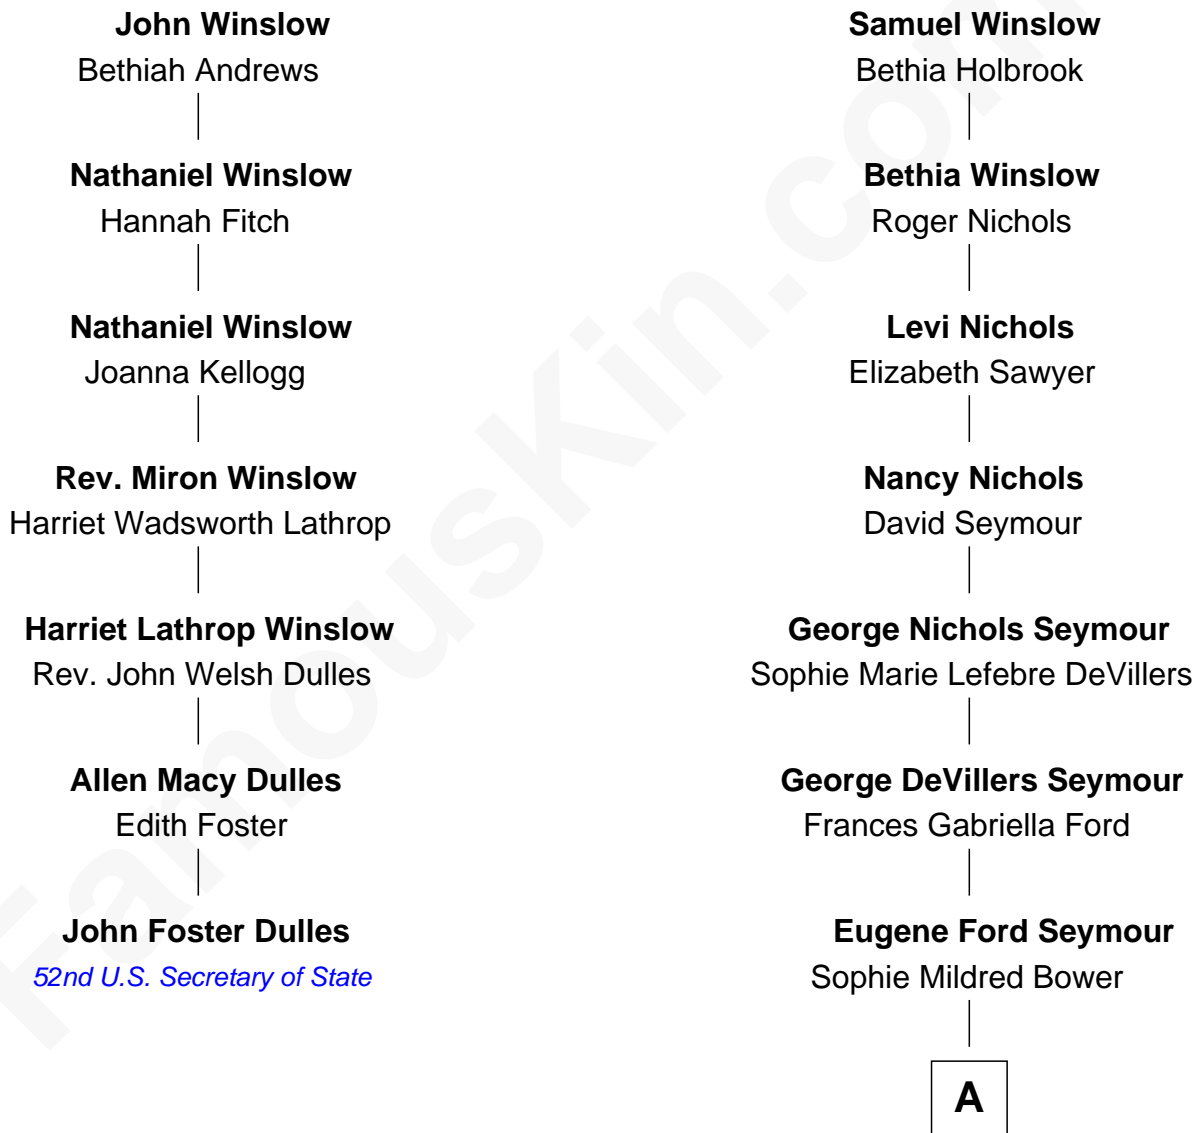 John Winslow
Bethiah Andrews
Nathaniel Winslow
Hannah Fitch
Nathaniel Winslow
Joanna Kellogg
Rev. Miron Winslow
Harriet Wadsworth Lathrop
Harriet Lathrop Winslow
Rev. John Welsh Dulles
Allen Macy Dulles
Edith Foster
John Foster Dulles
52nd U.S. Secretary of State
Samuel Winslow
Bethia Holbrook
Bethia Winslow
Roger Nichols
Levi Nichols
Elizabeth Sawyer
Nancy Nichols
David Seymour
George Nichols Seymour
Sophie Marie Lefebre DeVillers
George DeVillers Seymour
Frances Gabriella Ford
Eugene Ford Seymour
Sophie Mildred Bower
A
FamousKin.com